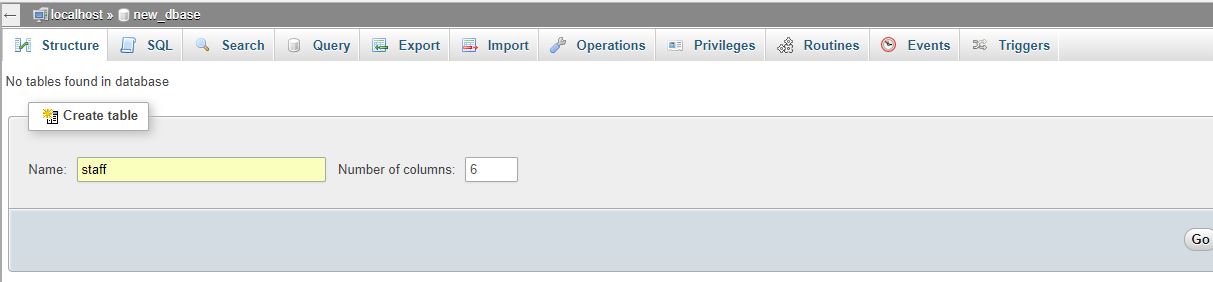 ← localhost » new_dbase
Structure SQL Search Query Export Import Operations Privileges Routines Events Triggers
No tables found in database
Create table
Name: staff Number of columns: 6
Go